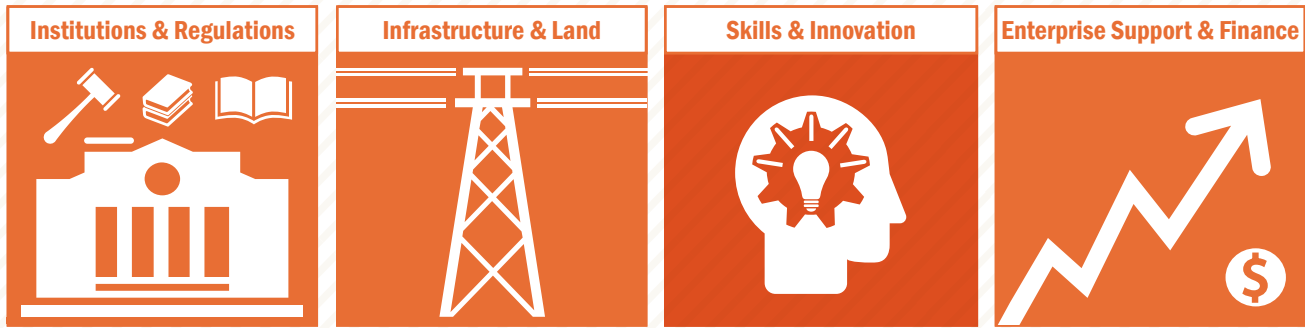 Institutions & Regulations
Infrastructure & Land
Skills & Innovation
Enterprise Support & Finance
$